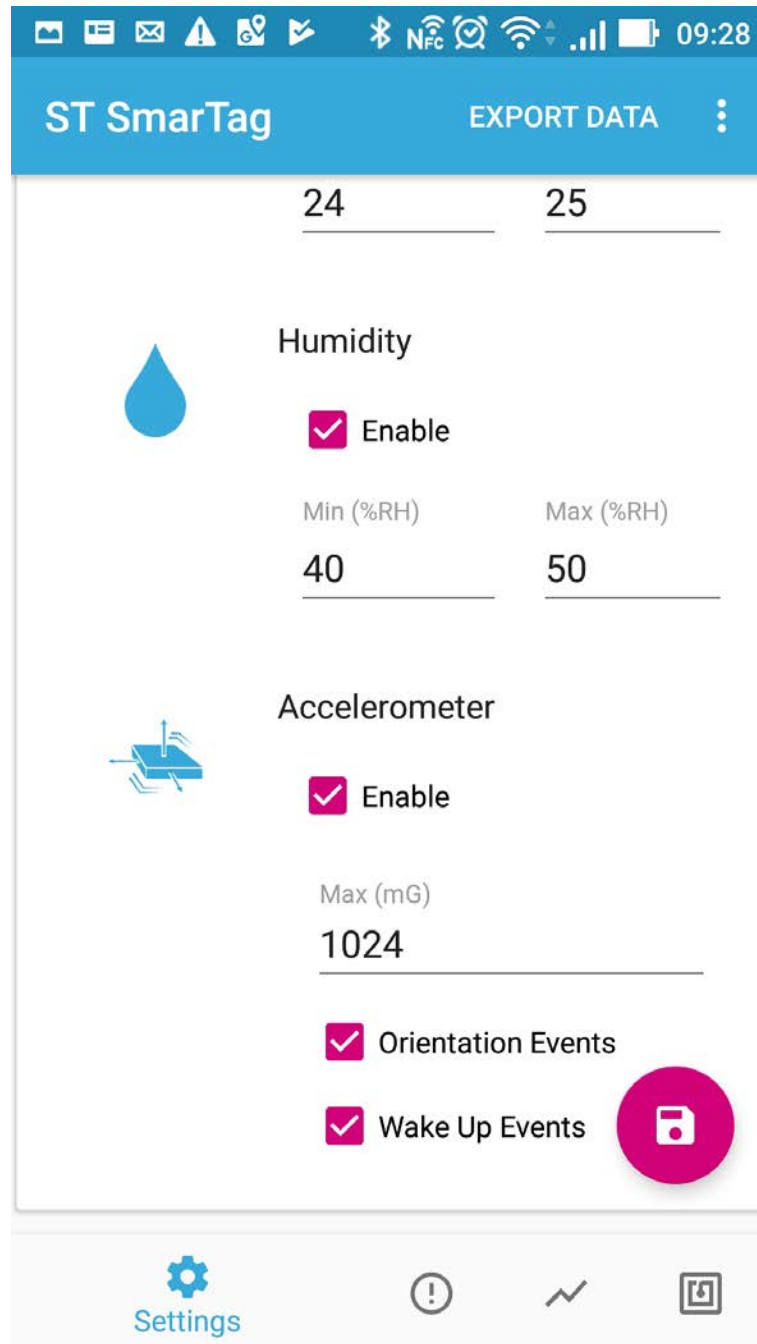 NFC 09:28
ST SmarTag EXPORT DATA
24 25
Humidity
Enable
Min (%RH) Max (%RH)
40 50
Accelerometer
Enable
Max (mG)
1024
Orientation Events
Wake Up Events
Settings